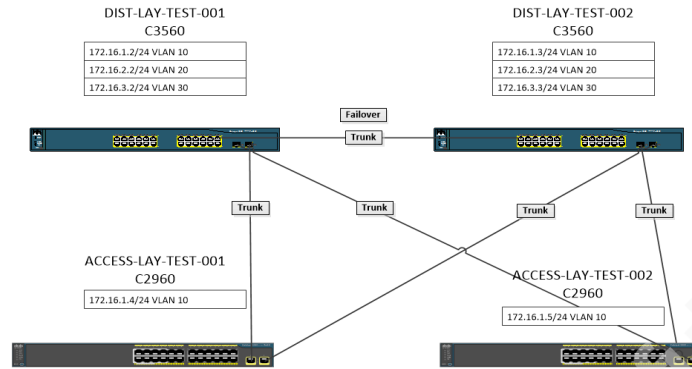 DIST-LAY-TEST-001
C3560
172.16.1.2/24 VLAN 10
172.16.2.2/24 VLAN 20
172.16.3.2/24 VLAN 30
DIST-LAY-TEST-002
C3560
172.16.1.3/24 VLAN 10
172.16.2.3/24 VLAN 20
172.16.3.3/24 VLAN 30
Failover
Trunk
Trunk
Trunk
Trunk
Trunk
ACCESS-LAY-TEST-001
C2960
172.16.1.4/24 VLAN 10
ACCESS-LAY-TEST-002
C2960
172.16.1.5/24 VLAN 10